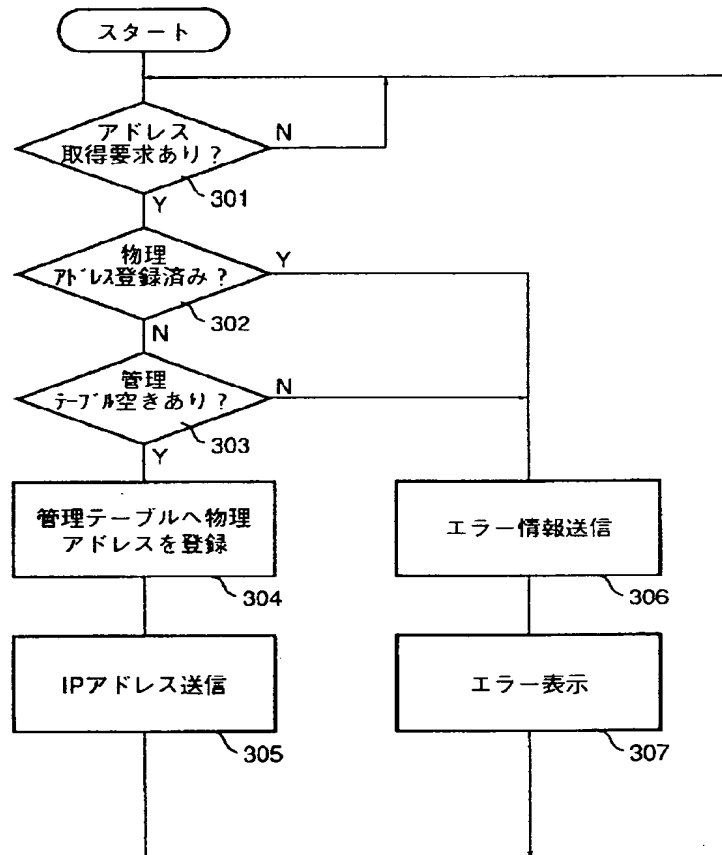 スタート
アドレス
取得要求あり?
N
301
Y
物理
アドレス登録済み?
Y
302
N
管理
テーブル空きあり?
N
303
Y
管理テーブルへ物理
アドレスを登録
304
エラー情報送信
306
IPアドレス送信
305
エラー表示
307